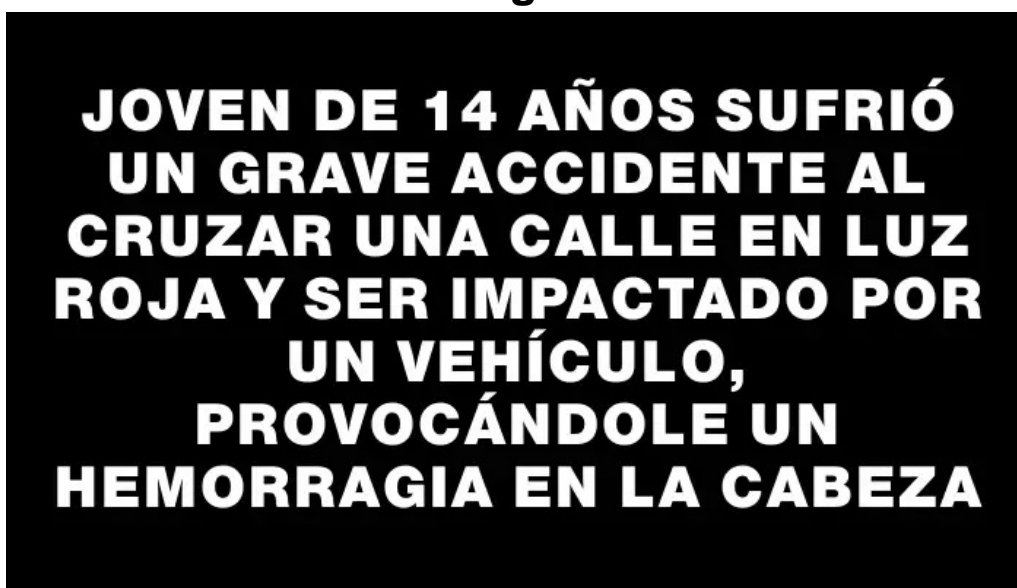 JOVEN DE 14 AÑOS SUFRIÓ
UN GRAVE ACCIDENTE AL
CRUZAR UNA CALLE EN LUZ
ROJA Y SER IMPACTADO POR
UN VEHÍCULO,
PROVOCÁNDOLE UN
HEMORRAGIA EN LA CABEZA